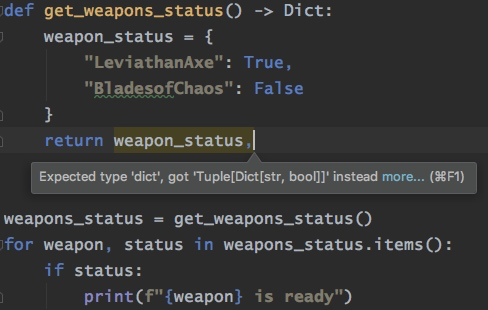 def get_weapons_status() -> Dict:
    weapon_status = {
        "LeviathanAxe": True,
        "BladesofChaos": False
    }
    return weapon_status,
Expected type 'dict', got 'Tuple[Dict[str, bool]]' instead more... (⌘F1)
weapons_status = get_weapons_status()
for weapon, status in weapons_status.items():
    if status:
        print(f"{weapon} is ready")